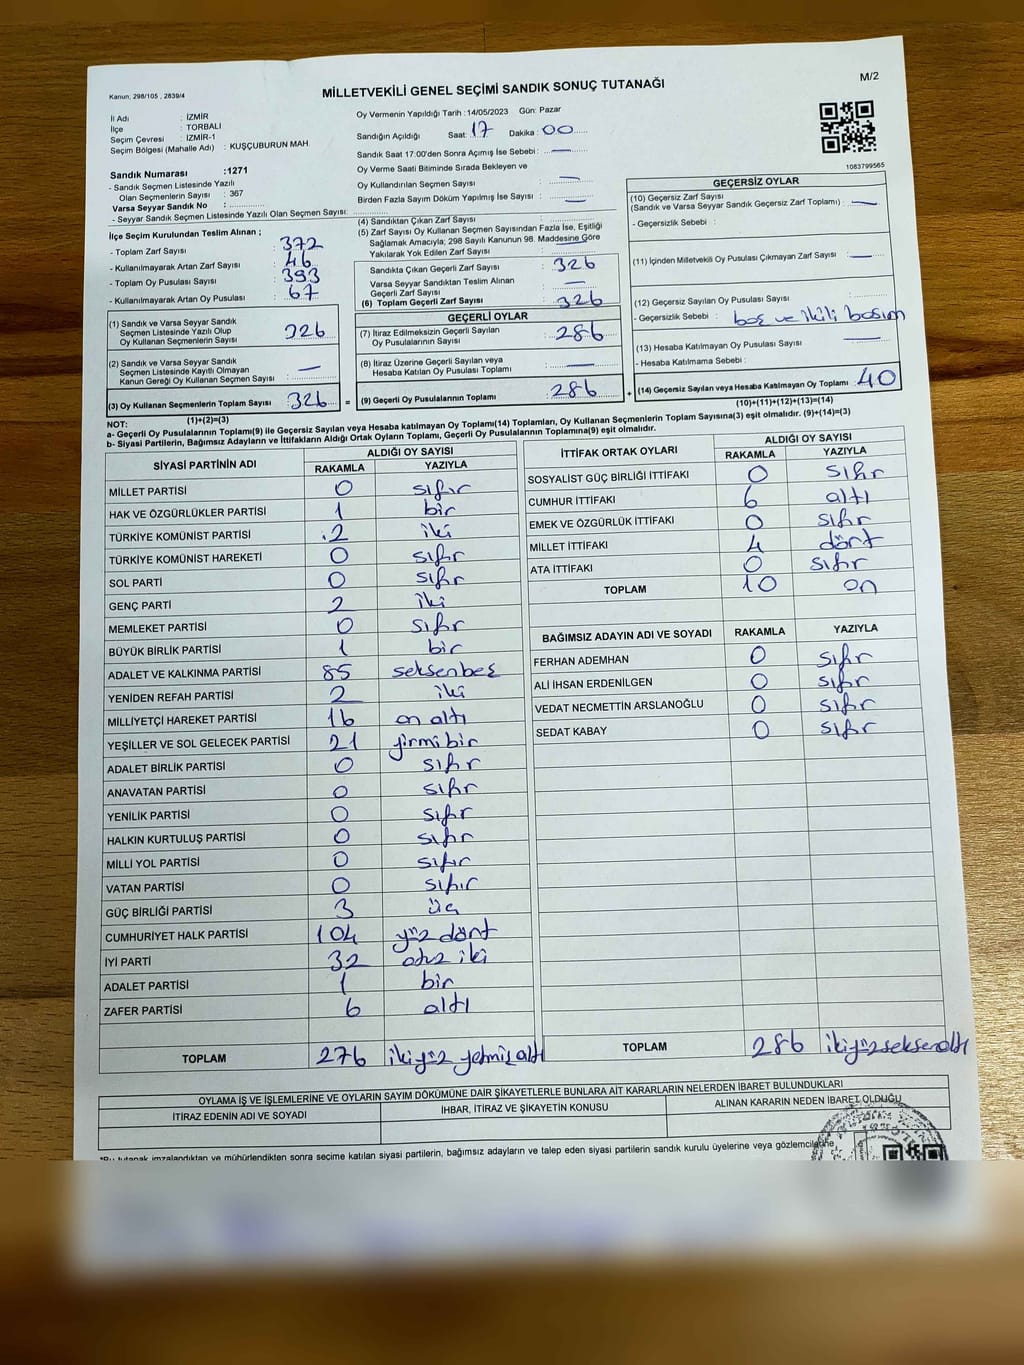 Kanun: 298/105 , 2839/4
MİLLETVEKİLİ GENEL SEÇİMİ SANDIK SONUÇ TUTANAĞI
M/2
İl Adı : İZMİR
İlçe : TORBALI
Seçim Çevresi : İZMİR-1
Seçim Bölgesi (Mahalle Adı) : KUŞÇUBURUN MAH.
Sandık Numarası :1271
- Sandık Seçmen Listesinde Yazılı
Olan Seçmenlerin Sayısı : 367
Varsa Seyyar Sandık No :
- Seyyar Sandık Seçmen Listesinde Yazılı Olan Seçmen Sayısı:
Oy Vermenin Yapıldığı Tarih :14/05/2023 Gün: Pazar
Sandığın Açıldığı Saat: 17 Dakika : 00
Sandık Saat 17:00'den Sonra Açımış İse Sebebi : —
Oy Verme Saati Bitiminde Sırada Bekleyen ve
Oy Kullandırılan Seçmen Sayısı : —
Birden Fazla Sayım Döküm Yapılmış İse Sayısı : —
1083799565
İlçe Seçim Kurulundan Teslim Alınan ;
- Toplam Zarf Sayısı : 372
- Kullanılmayarak Artan Zarf Sayısı : 46
- Toplam Oy Pusulası Sayısı : 393
- Kullanılmayarak Artan Oy Pusulası : 67
(1) Sandık ve Varsa Seyyar Sandık
Seçmen Listesinde Yazılı Olup
Oy Kullanan Seçmenlerin Sayısı : 326
(2) Sandık ve Varsa Seyyar Sandık
Seçmen Listesinde Kayıtlı Olmayan
Kanun Gereği Oy Kullanan Seçmen Sayısı : —
(3) Oy Kullanan Seçmenlerin Toplam Sayısı : 326 =
(1)+(2)=(3)
(4) Sandıktan Çıkan Zarf Sayısı :
(5) Zarf Sayısı Oy Kullanan Seçmen Sayısından Fazla İse, Eşitliği
Sağlamak Amacıyla; 298 Sayılı Kanunun 98. Maddesine Göre
Yakılarak Yok Edilen Zarf Sayısı : —
Sandıkta Çıkan Geçerli Zarf Sayısı : 326
Varsa Seyyar Sandıktan Teslim Alınan
Geçerli Zarf Sayısı : —
(6) Toplam Geçerli Zarf Sayısı : 326
GEÇERLİ OYLAR
(7) İtiraz Edilmeksizin Geçerli Sayılan
Oy Pusulalarının Sayısı : 286
(8) İtiraz Üzerine Geçerli Sayılan veya
Hesaba Katılan Oy Pusulası Toplamı : —
(9) Geçerli Oy Pusulalarının Toplamı : 286 +
GEÇERSİZ OYLAR
(10) Geçersiz Zarf Sayısı
(Sandık ve Varsa Seyyar Sandık Geçersiz Zarf Toplamı) : —
- Geçersizlik Sebebi :
(11) İçinden Milletvekili Oy Pusulası Çıkmayan Zarf Sayısı : —
(12) Geçersiz Sayılan Oy Pusulası Sayısı :
- Geçersizlik Sebebi : boş ve ikili basım
(13) Hesaba Katılmayan Oy Pusulası Sayısı : —
- Hesaba Katılmama Sebebi :
(14) Geçersiz Sayılan veya Hesaba Katılmayan Oy Toplamı : 40
(10)+(11)+(12)+(13)=(14)
NOT:
a- Geçerli Oy Pusulalarının Toplamı(9) ile Geçersiz Sayılan veya Hesaba katılmayan Oy Toplamı(14) Toplamları, Oy Kullanan Seçmenlerin Toplam Sayısına(3) eşit olmalıdır. (9)+(14)=(3)
b- Siyasi Partilerin, Bağımsız Adayların ve İttifakların Aldığı Ortak Oyların Toplamı, Geçerli Oy Pusulalarının Toplamına(9) eşit olmalıdır.
SİYASİ PARTİNİN ADI ALDIĞI OY SAYISI
RAKAMLA YAZIYLA
MİLLET PARTİSİ 0 sıfır
HAK VE ÖZGÜRLÜKLER PARTİSİ 1 bir
TÜRKİYE KOMÜNİST PARTİSİ 2 iki
TÜRKİYE KOMÜNİST HAREKETİ 0 sıfır
SOL PARTİ 0 sıfır
GENÇ PARTİ 2 iki
MEMLEKET PARTİSİ 0 sıfır
BÜYÜK BİRLİK PARTİSİ 1 bir
ADALET VE KALKINMA PARTİSİ 85 seksenbeş
YENİDEN REFAH PARTİSİ 2 iki
MİLLİYETÇİ HAREKET PARTİSİ 16 on altı
YEŞİLLER VE SOL GELECEK PARTİSİ 21 yirmi bir
ADALET BİRLİK PARTİSİ 0 sıfır
ANAVATAN PARTİSİ 0 sıfır
YENİLİK PARTİSİ 0 sıfır
HALKIN KURTULUŞ PARTİSİ 0 sıfır
MİLLİ YOL PARTİSİ 0 sıfır
VATAN PARTİSİ 0 sıfır
GÜÇ BİRLİĞİ PARTİSİ 3 üç
CUMHURİYET HALK PARTİSİ 104 yüz dört
İYİ PARTİ 32 otuz iki
ADALET PARTİSİ 1 bir
ZAFER PARTİSİ 6 altı
TOPLAM 276 ikiyüz yetmiş altı
İTTİFAK ORTAK OYLARI ALDIĞI OY SAYISI
RAKAMLA YAZIYLA
SOSYALİST GÜÇ BİRLİĞİ İTTİFAKI 0 sıfır
CUMHUR İTTİFAKI 6 altı
EMEK VE ÖZGÜRLÜK İTTİFAKI 0 sıfır
MİLLET İTTİFAKI 4 dört
ATA İTTİFAKI 0 sıfır
TOPLAM 10 on
BAĞIMSIZ ADAYIN ADI VE SOYADI RAKAMLA YAZIYLA
FERHAN ADEMHAN 0 sıfır
ALİ İHSAN ERDENİLGEN 0 sıfır
VEDAT NECMETTİN ARSLANOĞLU 0 sıfır
SEDAT KABAY 0 sıfır
TOPLAM 286 ikiyüz seksen altı
OYLAMA İŞ VE İŞLEMLERİNE VE OYLARIN SAYIM DÖKÜMÜNE DAİR ŞİKAYETLERLE BUNLARA AİT KARARLARIN NELERDEN İBARET BULUNDUKLARI
İTİRAZ EDENİN ADI VE SOYADI İHBAR, İTİRAZ VE ŞİKAYETİN KONUSU ALINAN KARARIN NEDEN İBARET OLDUĞU
*Bu tutanak imzalandıktan ve mühürlendikten sonra seçime katılan siyasi partilerin, bağımsız adayların ve talep eden siyasi partilerin sandık kurulu üyelerine veya gözlemcilerine